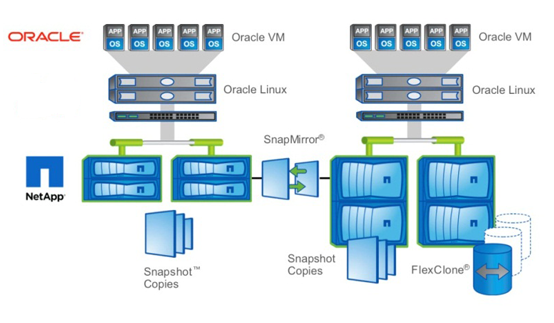 ORACLE
APP APP APP APP APP
OS OS OS OS OS
Oracle VM
APP APP APP APP APP
OS OS OS OS OS
Oracle VM
Oracle Linux
Oracle Linux
SnapMirror®
NetApp®
Snapshot™
Copies
Snapshot
Copies
FlexClone®